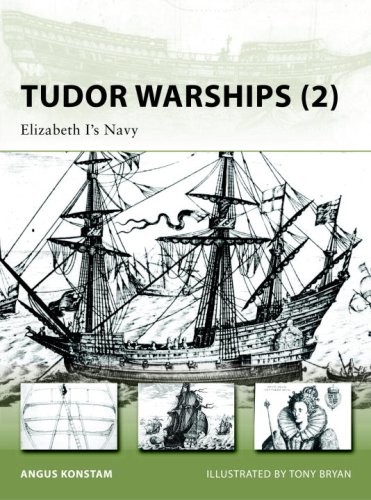 TUDOR WARSHIPS (2)
Elizabeth I's Navy
ANGUS KONSTAM
ILLUSTRATED BY TONY BRYAN